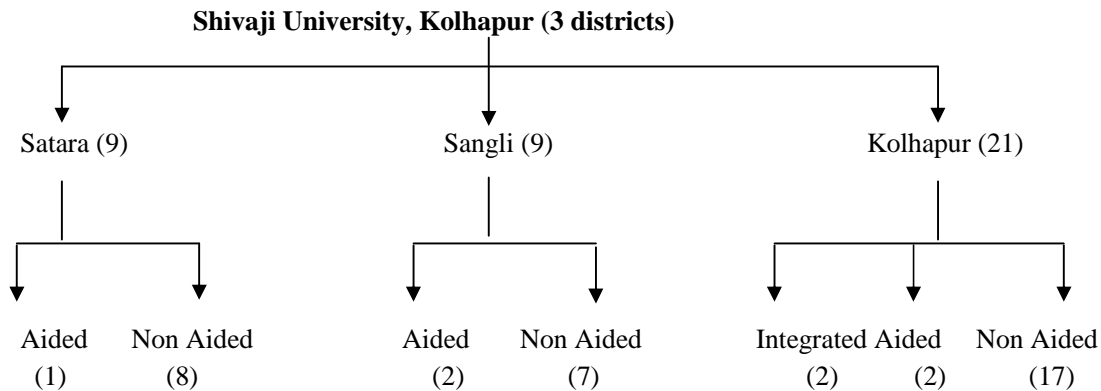 Shivaji University, Kolhapur (3 districts)
Satara (9) Sangli (9) Kolhapur (21)
Aided Non Aided Aided Non Aided Integrated Aided Non Aided
(1) (8) (2) (7) (2) (2) (17)